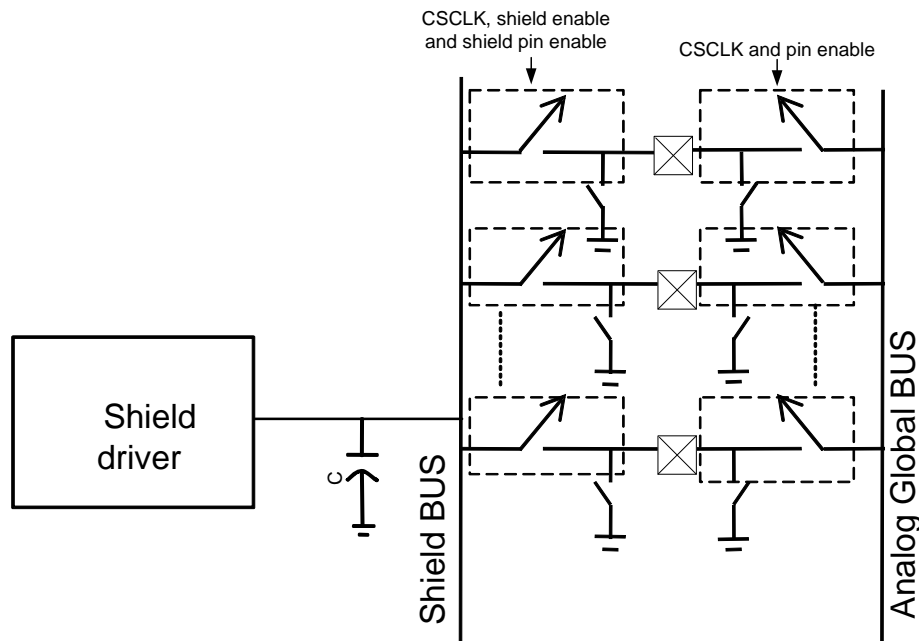 CSCLK, shield enable
and shield pin enable
CSCLK and pin enable
Shield
driver
C
Shield BUS
Analog Global BUS